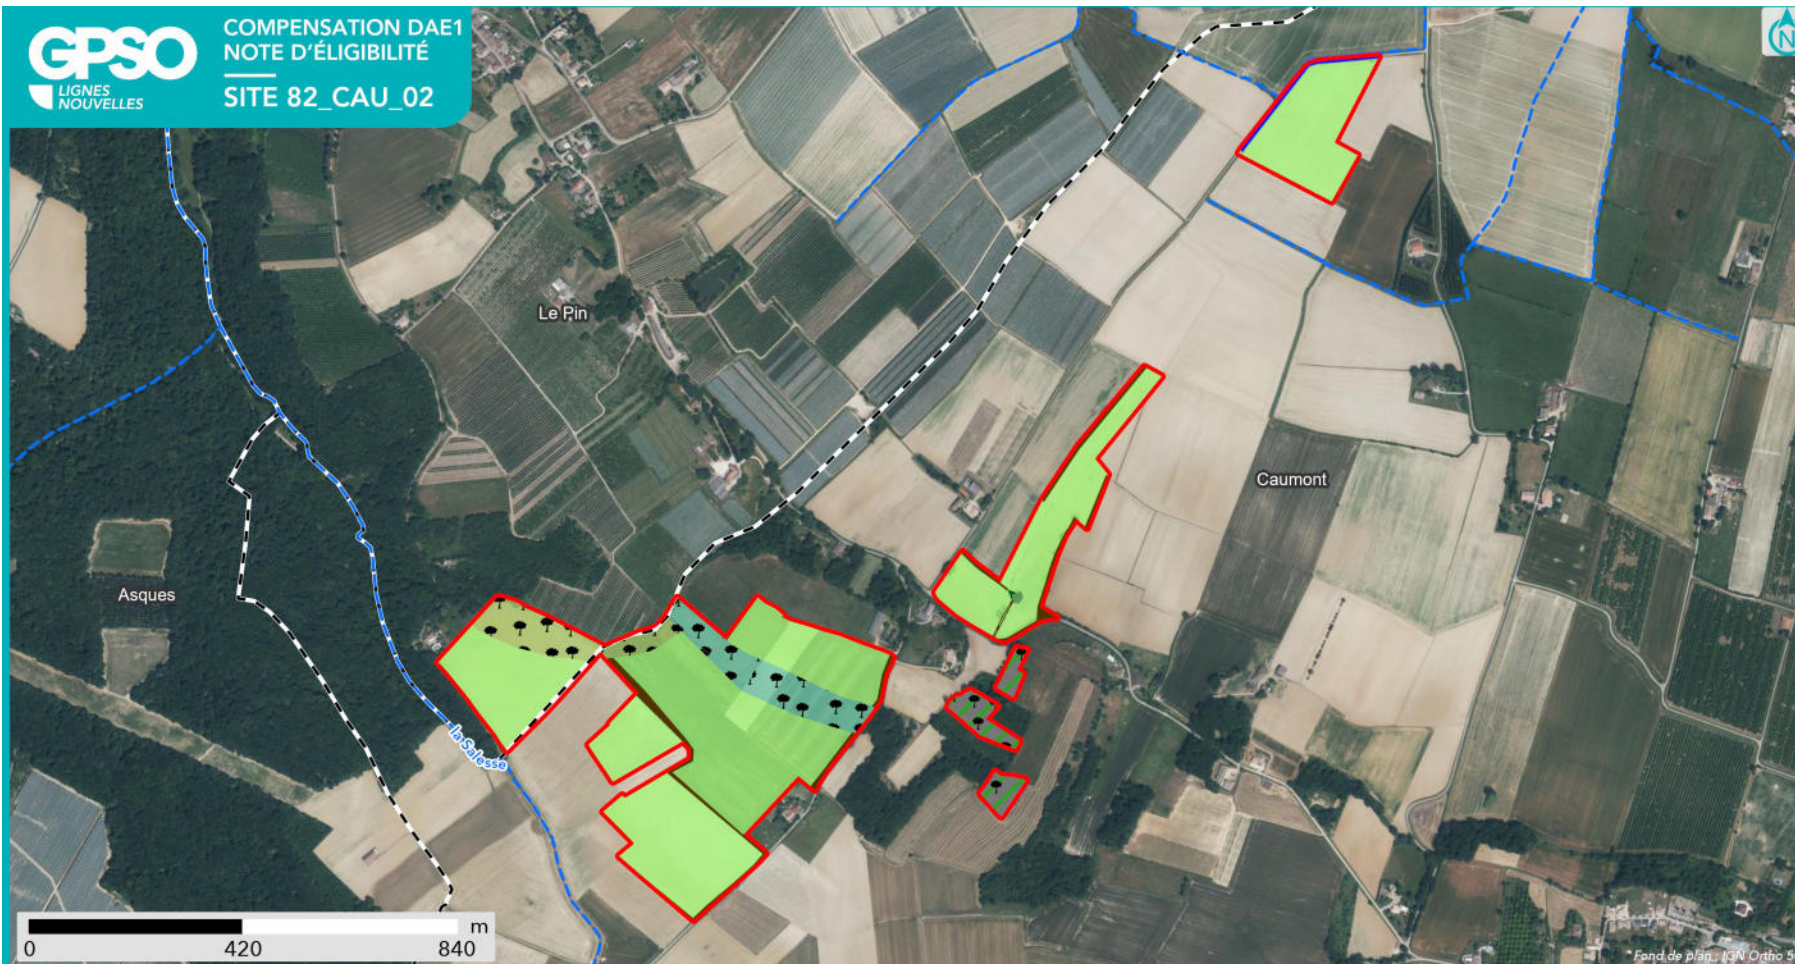 GPSO
LIGNES
NOUVELLES
COMPENSATION DAE1
NOTE D'ÉLIGIBILITÉ
SITE 82_CAU_02
N
Le Pin
Caumont
Asques
la Salesse
m
0 420 840
* Fond de plan : IGN Ortho 5